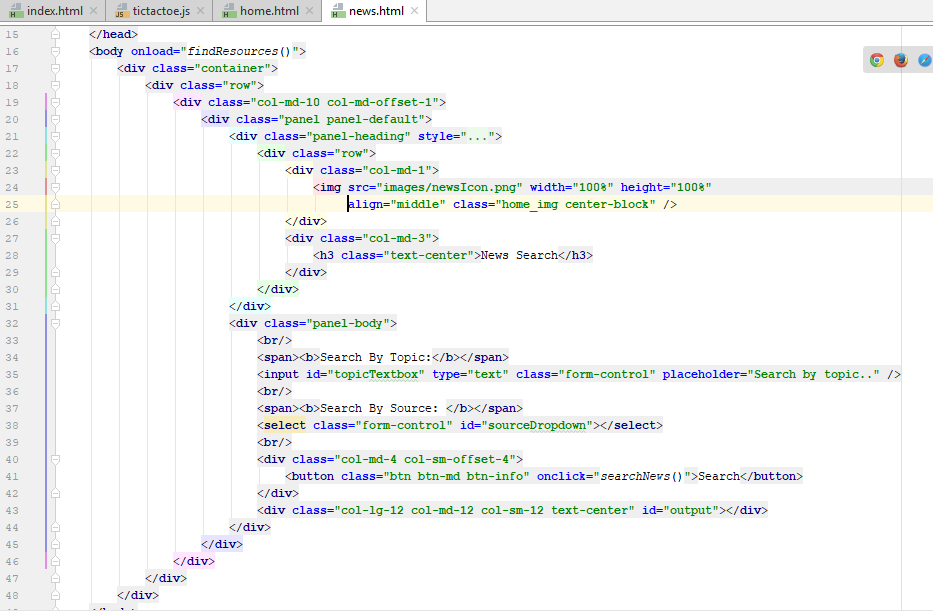 index.html tictactoe.js home.html news.html
15 </head>
16 <body onload="findResources()">
17 <div class="container">
18 <div class="row">
19 <div class="col-md-10 col-md-offset-1">
20 <div class="panel panel-default">
21 <div class="panel-heading" style="...">
22 <div class="row">
23 <div class="col-md-1">
24 <img src="images/newsIcon.png" width="100%" height="100%"
25 align="middle" class="home_img center-block" />
26 </div>
27 <div class="col-md-3">
28 <h3 class="text-center">News Search</h3>
29 </div>
30 </div>
31 </div>
32 <div class="panel-body">
33 <br/>
34 <span><b>Search By Topic:</b></span>
35 <input id="topicTextbox" type="text" class="form-control" placeholder="Search by topic.." />
36 <br/>
37 <span><b>Search By Source: </b></span>
38 <select class="form-control" id="sourceDropdown"></select>
39 <br/>
40 <div class="col-md-4 col-sm-offset-4">
41 <button class="btn btn-md btn-info" onclick="searchNews()">Search</button>
42 </div>
43 <div class="col-lg-12 col-md-12 col-sm-12 text-center" id="output"></div>
44 </div>
45 </div>
46 </div>
47 </div>
48 </div>